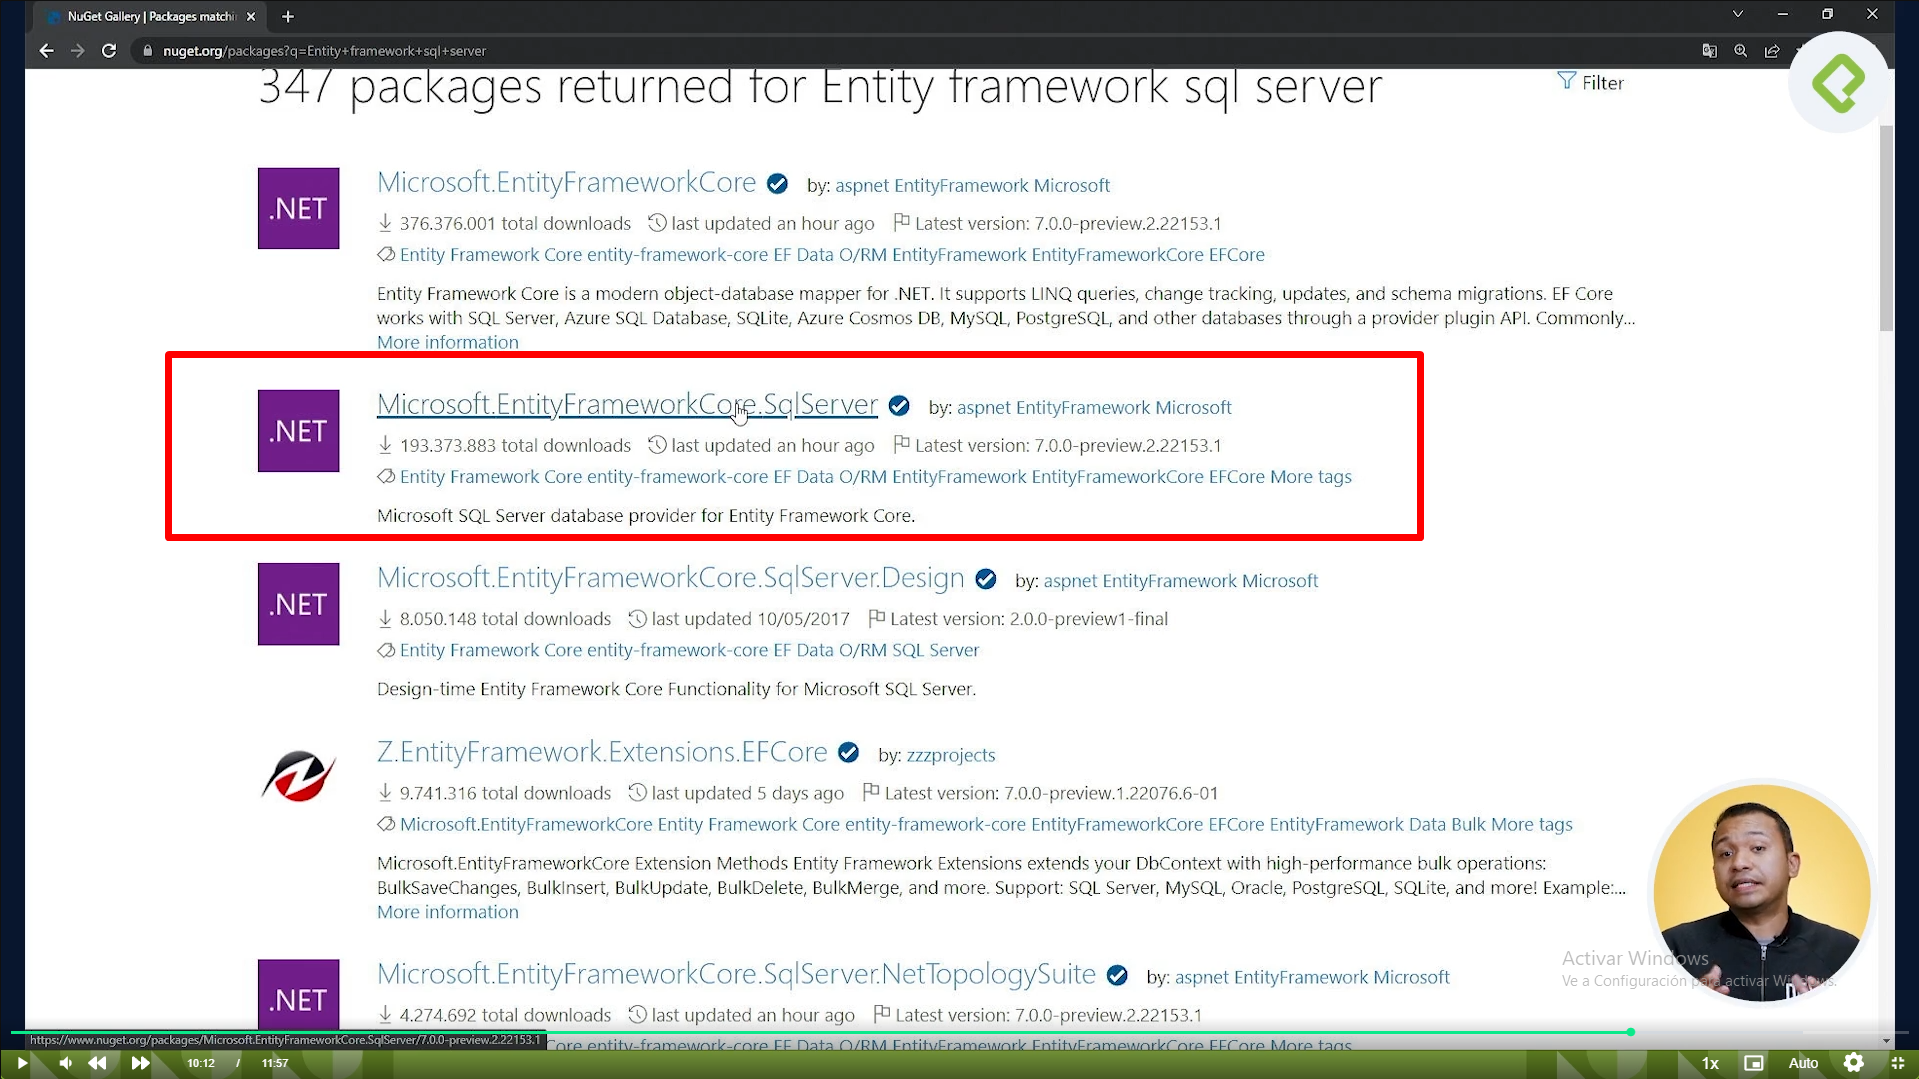 NuGet Gallery | Packages matchi
nuget.org/packages?q=Entity+framework+sql+server
347 packages returned for Entity framework sql server
Filter
.NET
Microsoft.EntityFrameworkCore by: aspnet EntityFramework Microsoft
376.376.001 total downloads last updated an hour ago Latest version: 7.0.0-preview.2.22153.1
Entity Framework Core entity-framework-core EF Data O/RM EntityFramework EntityFrameworkCore EFCore
Entity Framework Core is a modern object-database mapper for .NET. It supports LINQ queries, change tracking, updates, and schema migrations. EF Core
works with SQL Server, Azure SQL Database, SQLite, Azure Cosmos DB, MySQL, PostgreSQL, and other databases through a provider plugin API. Commonly...
More information
.NET
Microsoft.EntityFrameworkCore.SqlServer by: aspnet EntityFramework Microsoft
193.373.883 total downloads last updated an hour ago Latest version: 7.0.0-preview.2.22153.1
Entity Framework Core entity-framework-core EF Data O/RM EntityFramework EntityFrameworkCore EFCore More tags
Microsoft SQL Server database provider for Entity Framework Core.
.NET
Microsoft.EntityFrameworkCore.SqlServer.Design by: aspnet EntityFramework Microsoft
8.050.148 total downloads last updated 10/05/2017 Latest version: 2.0.0-preview1-final
Entity Framework Core entity-framework-core EF Data O/RM SQL Server
Design-time Entity Framework Core Functionality for Microsoft SQL Server.
Z.EntityFramework.Extensions.EFCore by: zzzprojects
9.741.316 total downloads last updated 5 days ago Latest version: 7.0.0-preview.1.22076.6-01
Microsoft.EntityFrameworkCore Entity Framework Core entity-framework-core EntityFrameworkCore EFCore EntityFramework Data Bulk More tags
Microsoft.EntityFrameworkCore Extension Methods Entity Framework Extensions extends your DbContext with high-performance bulk operations:
BulkSaveChanges, BulkInsert, BulkUpdate, BulkDelete, BulkMerge, and more. Support: SQL Server, MySQL, Oracle, PostgreSQL, SQLite, and more! Example:...
More information
.NET
Microsoft.EntityFrameworkCore.SqlServer.NetTopologySuite by: aspnet EntityFramework Microsoft
4.274.692 total downloads last updated an hour ago Latest version: 7.0.0-preview.2.22153.1
Core entity-framework-core EF Data O/RM EntityFramework EntityFrameworkCore EFCore More tags
Activar Windows
Ve a Configuración para activar Windows.
https://www.nuget.org/packages/Microsoft.EntityFrameworkCore.SqlServer/7.0.0-preview.2.22153.1
10:12 / 11:57
1x
Auto